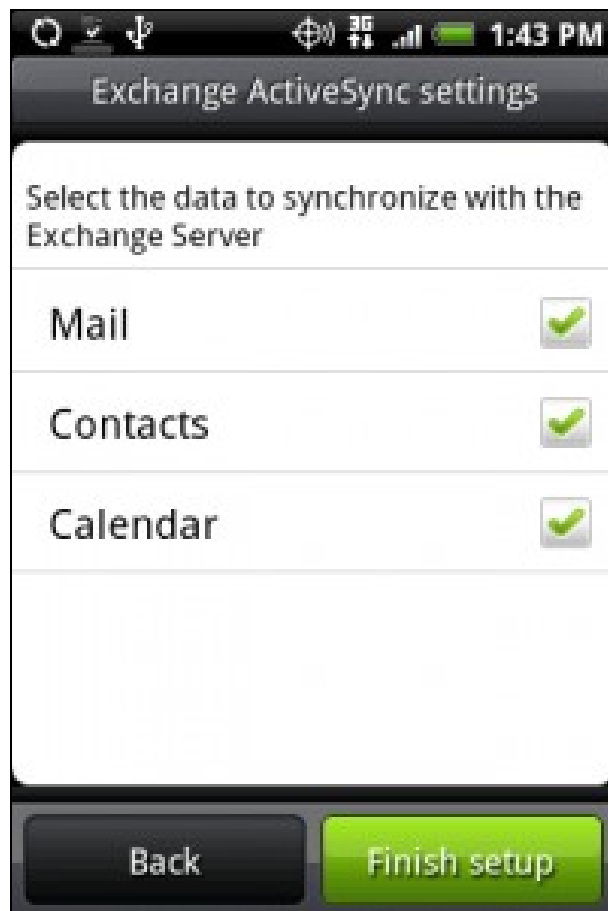 3G 1:43 PM
Exchange ActiveSync settings
Select the data to synchronize with the
Exchange Server
Mail
Contacts
Calendar
Back Finish setup